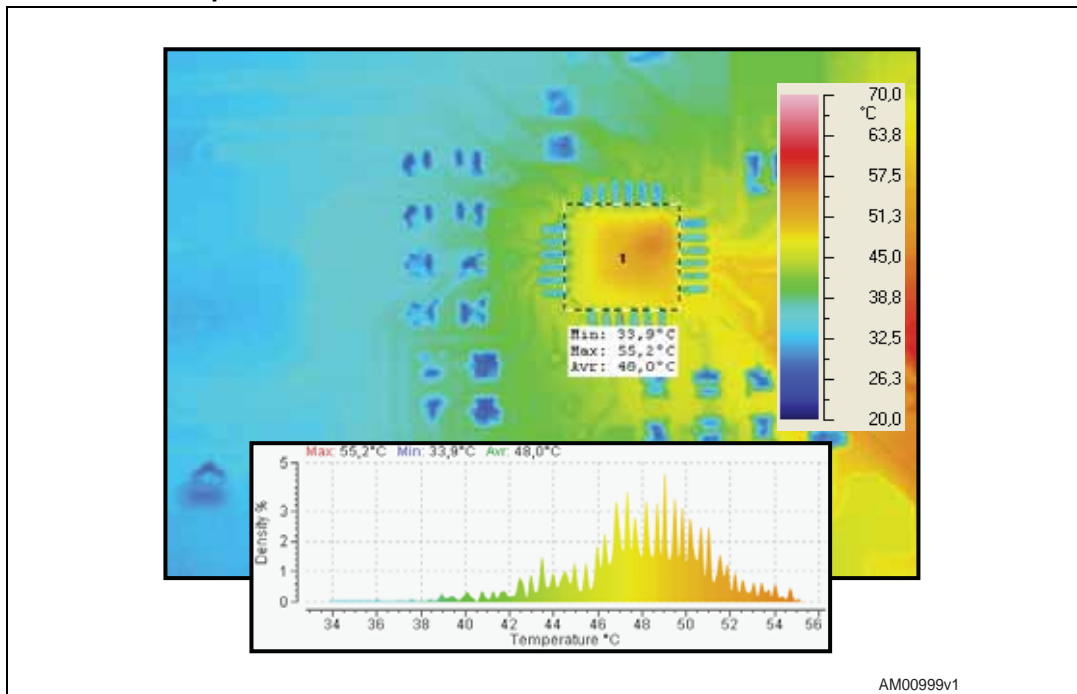 70,0
°C
63,8
57,5
51,3
45,0
38,8
32,5
26,3
20,0
1
Min: 33,9°C
Max: 55,2°C
Avr: 48,0°C
Max: 55,2°C Min: 33,9°C Avr: 48,0°C
Density %
5
3
2
1
0
34 36 38 40 42 44 46 48 50 52 54 56
Temperature °C
AM00999v1